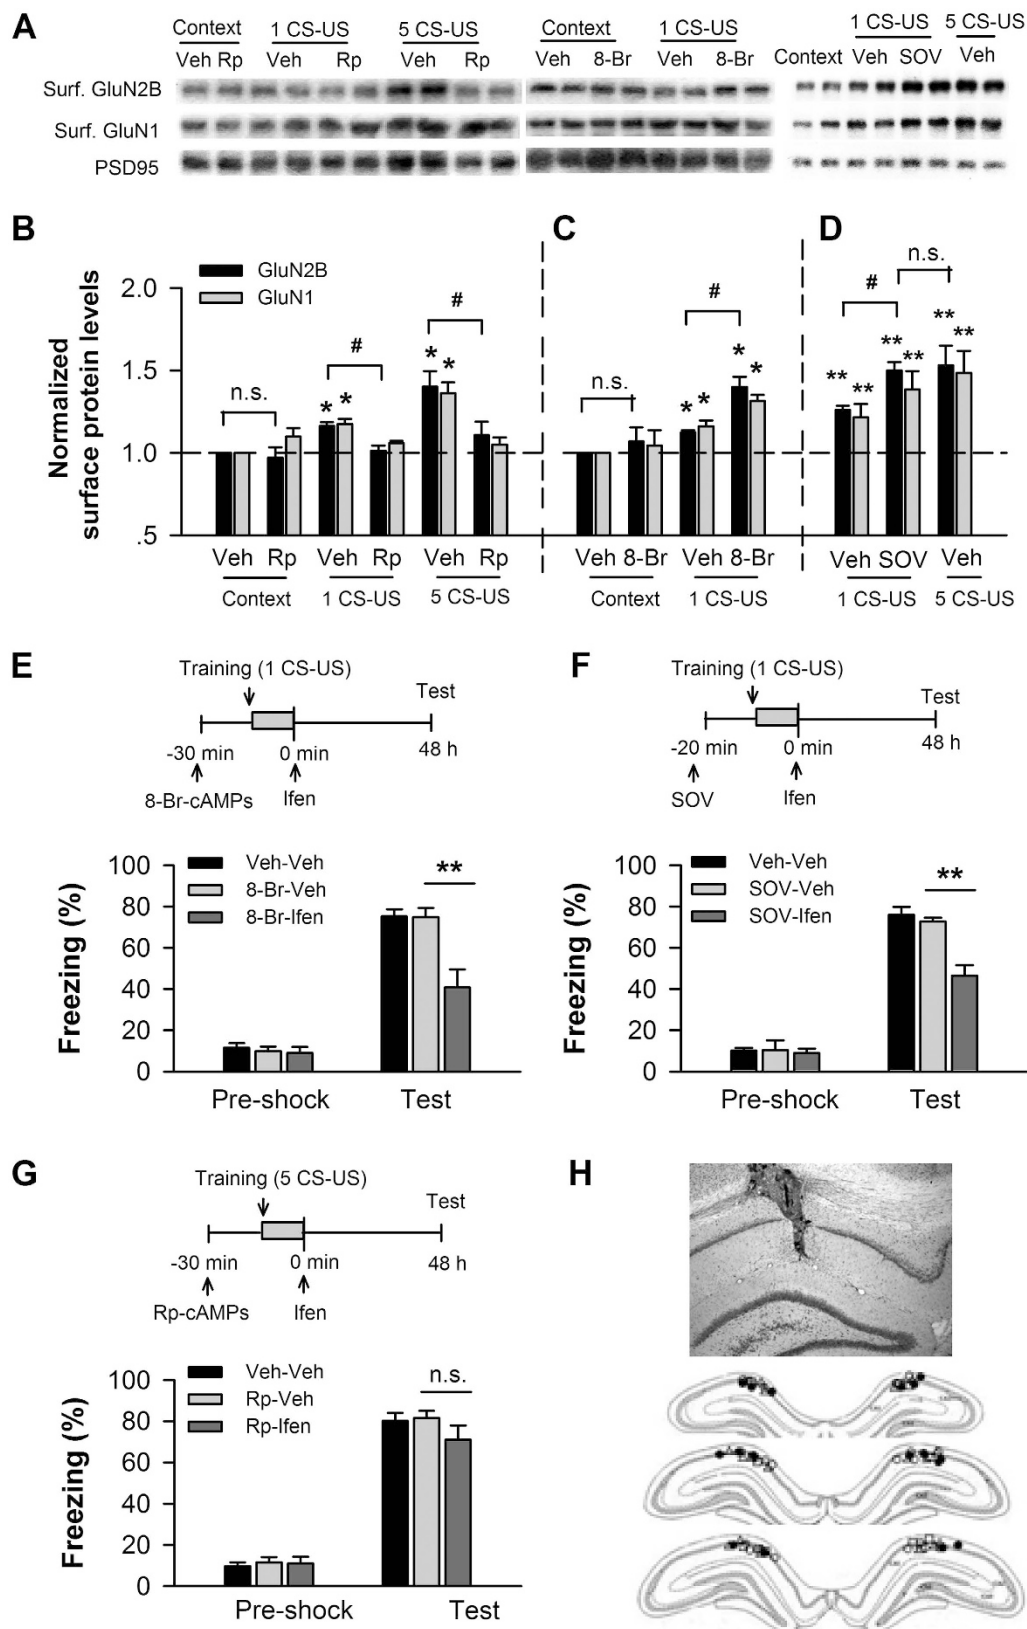 A
Context 1 CS-US 5 CS-US
Veh Rp Veh Rp Veh Rp
Context 1 CS-US
Veh 8-Br Veh 8-Br
1 CS-US 5 CS-US
Context Veh SOV Veh
Surf. GluN2B
Surf. GluN1
PSD95
B C D
GluN2B
GluN1
Normalized
surface protein levels
2.0
1.5
1.0
.5
n.s. # #
* * * *
n.s. #
* * * *
# n.s.
** ** ** ** ** **
Veh Rp Veh Rp Veh Rp
Context 1 CS-US 5 CS-US
Veh 8-Br Veh 8-Br
Context 1 CS-US
Veh SOV Veh
1 CS-US 5 CS-US
E
Training (1 CS-US)
Test
-30 min 0 min 48 h
8-Br-cAMPs Ifen
Veh-Veh
8-Br-Veh
8-Br-Ifen
**
Freezing (%)
100
80
60
40
20
0
Pre-shock Test
F
Training (1 CS-US)
Test
-20 min 0 min 48 h
SOV Ifen
Veh-Veh
SOV-Veh
SOV-Ifen
**
Freezing (%)
100
80
60
40
20
0
Pre-shock Test
G
Training (5 CS-US)
Test
-30 min 0 min 48 h
Rp-cAMPs Ifen
Veh-Veh
Rp-Veh
Rp-Ifen
n.s.
Freezing (%)
100
80
60
40
20
0
Pre-shock Test
H